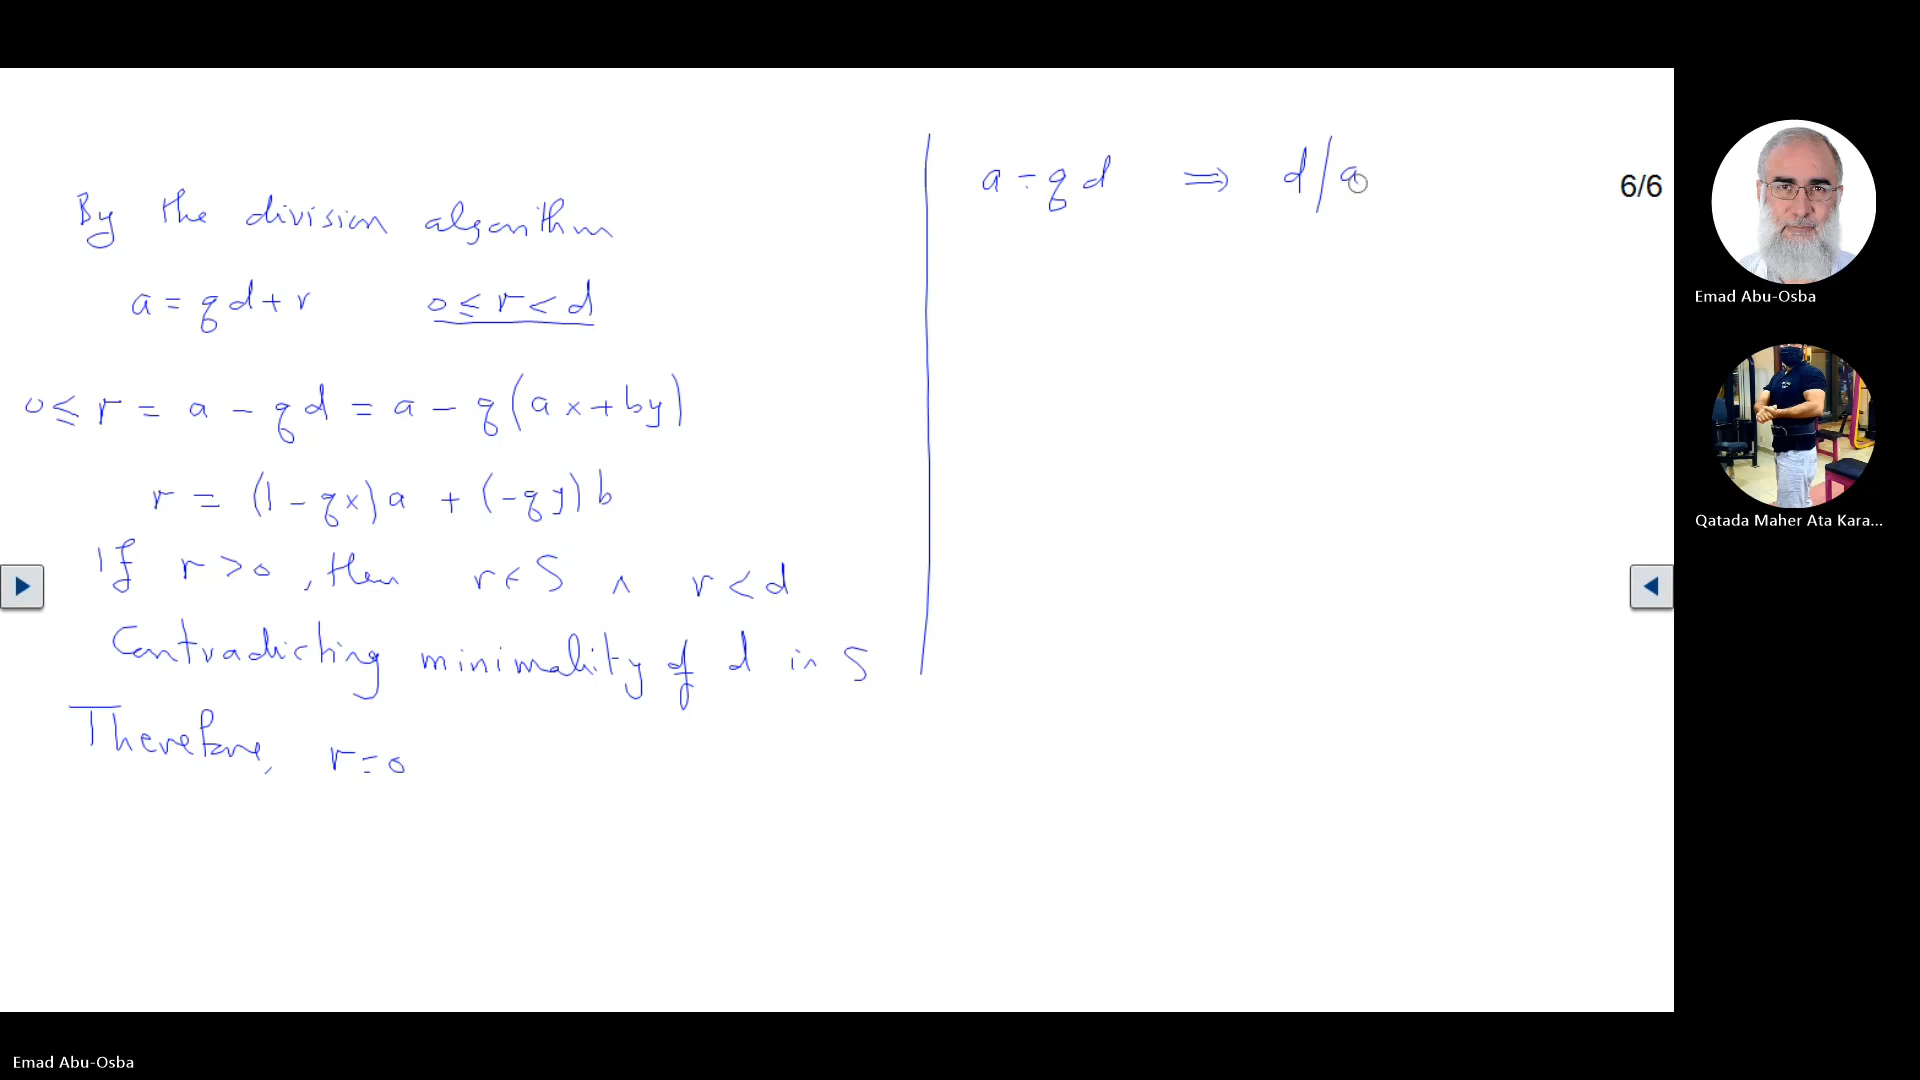 By the division algorithm
a = qd + r 0 ≤ r < d
0 ≤ r = a - qd = a - q(ax + by)
r = (1 - qx)a + (-qy)b
If r > 0, then r ∈ S ∧ r < d
Contradicting minimality of d in S
Therefore, r = 0
a = qd ⟹ d/a
6/6
Emad Abu-Osba
Qatada Maher Ata Kara...
Emad Abu-Osba